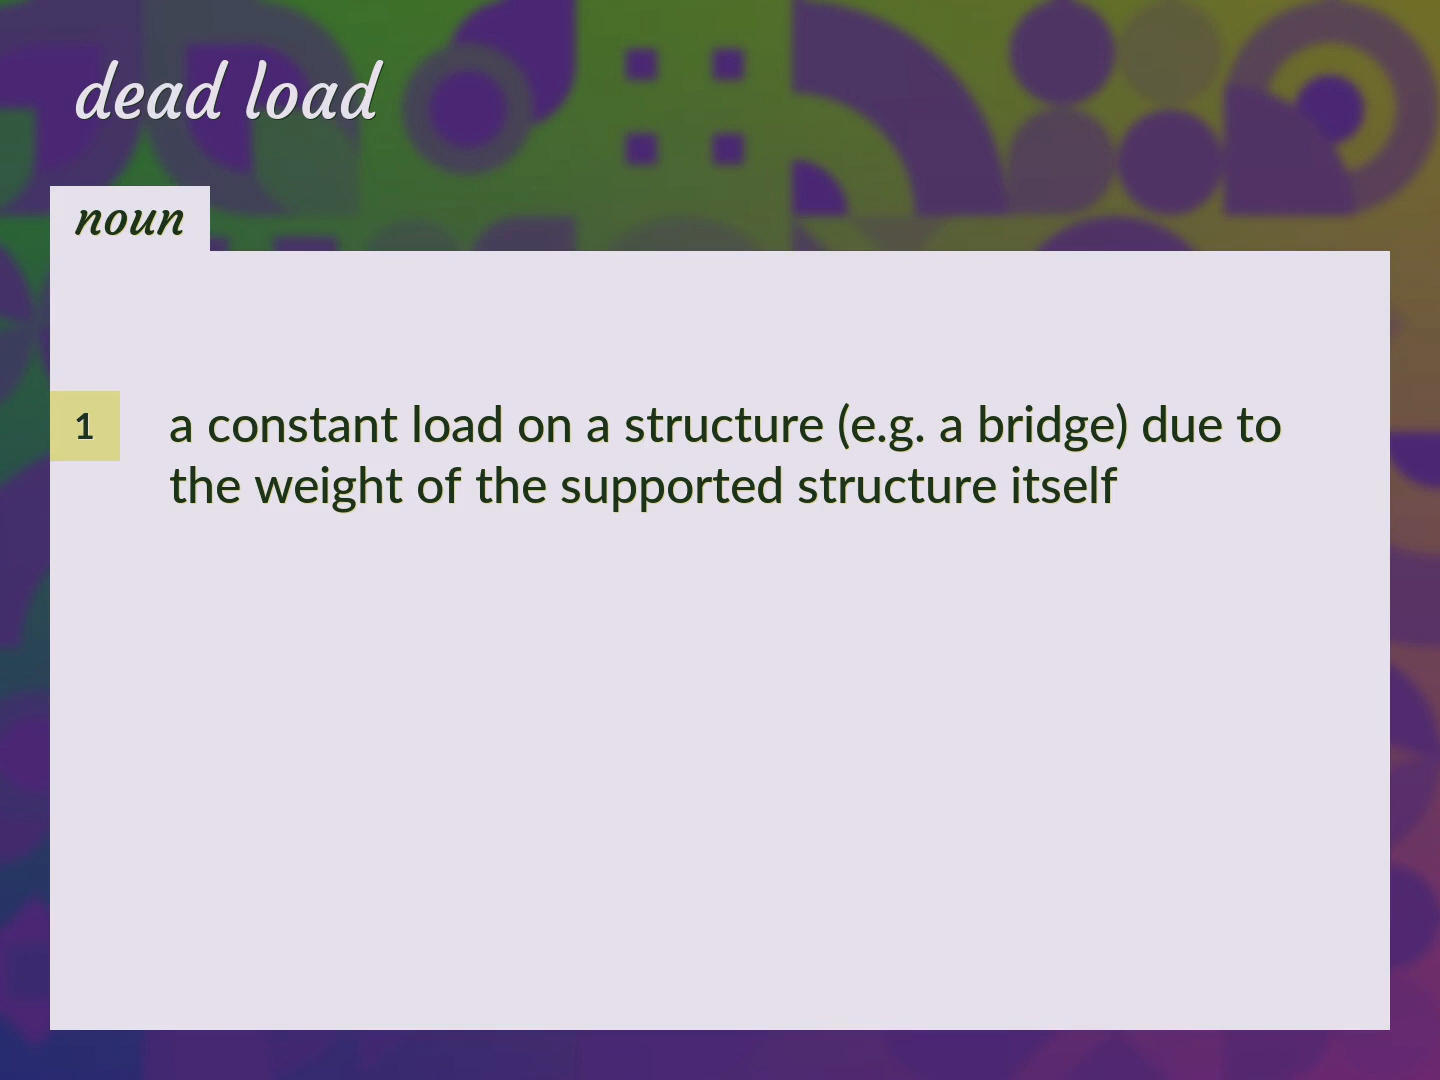 dead load
noun
1
a constant load on a structure (e.g. a bridge) due to
the weight of the supported structure itself